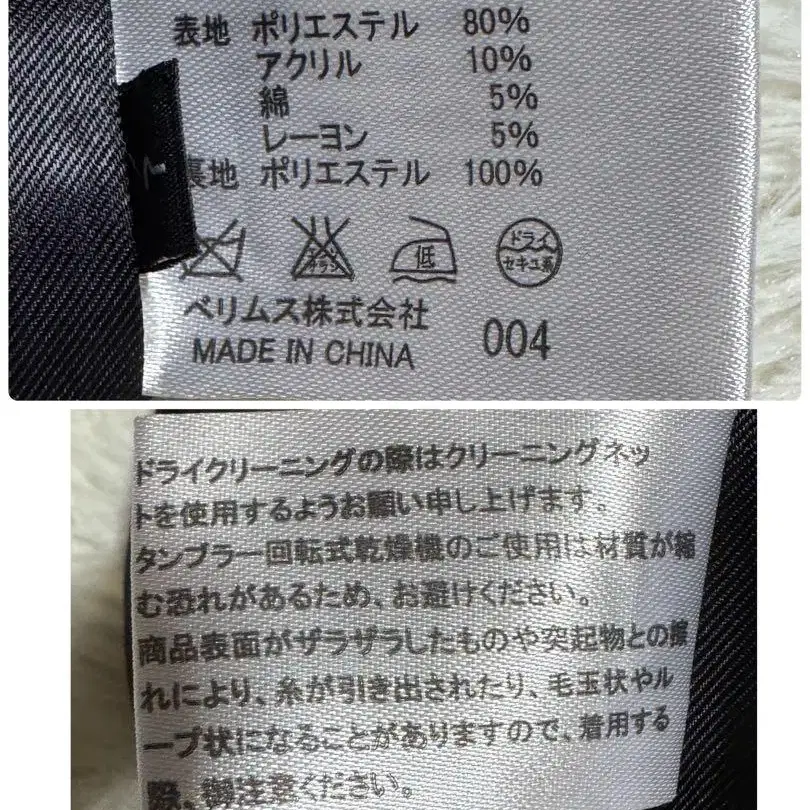 表地 ポリエステル 80%
アクリル 10%
綿 5%
レーヨン 5%
裏地 ポリエステル 100%
低 ドライ
セキユ系
ベリムス株式会社
MADE IN CHINA 004
ドライクリーニングの際はクリーニングネッ
トを使用するようお願い申し上げます。
タンブラー回転式乾燥機のご使用は材質が縮
む恐れがあるため、お避けください。
商品表面がザラザラしたものや突起物との擦
れにより、糸が引き出されたり、毛玉状やル
ープ状になることがありますので、着用する
際、御注意ください。